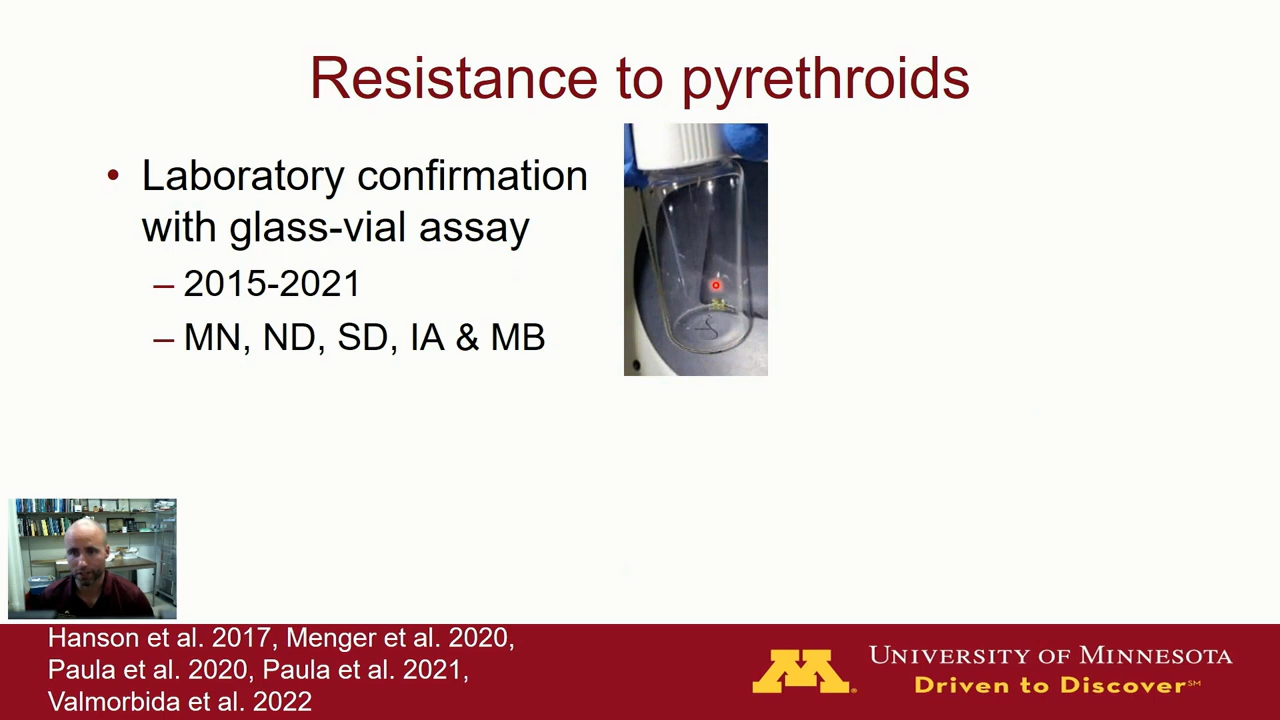 Resistance to pyrethroids
• Laboratory confirmation
with glass-vial assay
– 2015-2021
– MN, ND, SD, IA & MB
Hanson et al. 2017, Menger et al. 2020,
Paula et al. 2020, Paula et al. 2021,
Valmorbida et al. 2022
M
UNIVERSITY OF MINNESOTA
Driven to Discover℠